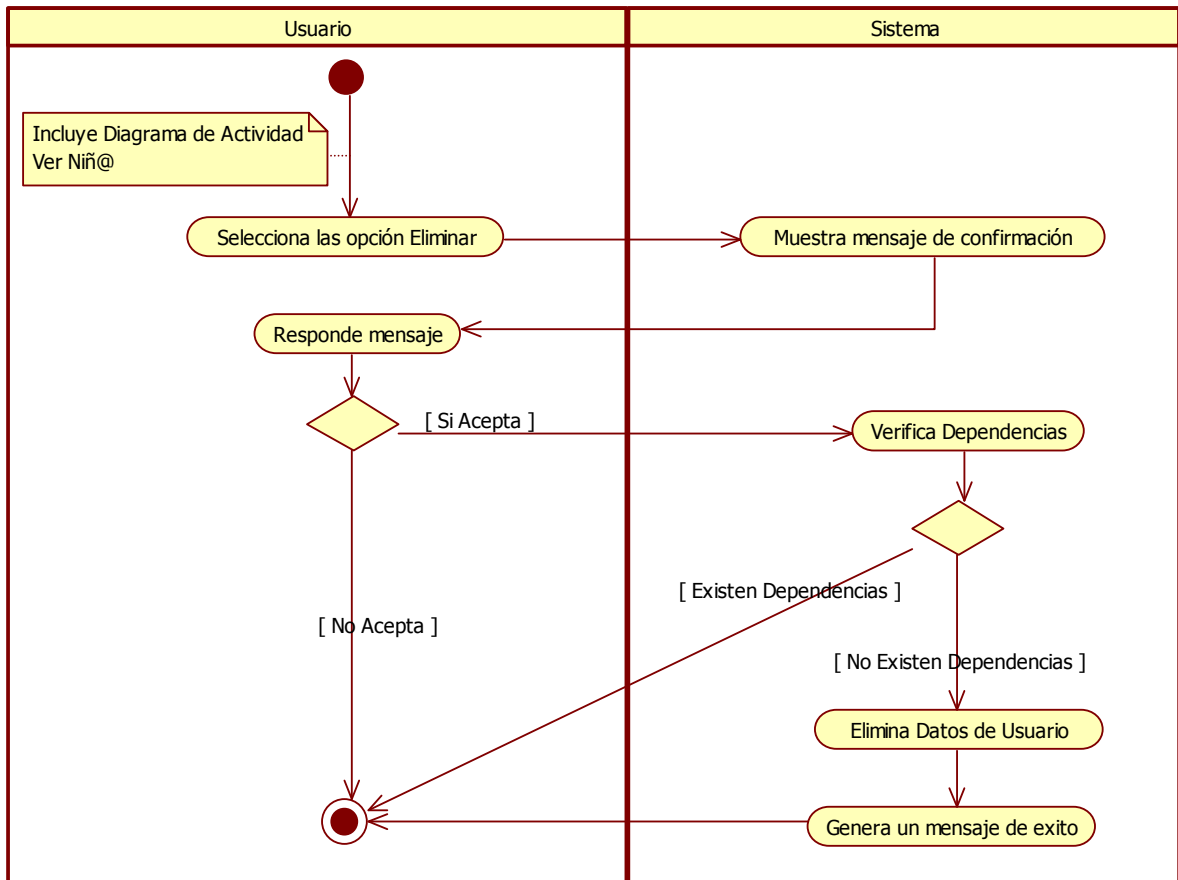 Usuario
Sistema
Incluye Diagrama de Actividad
Ver Niñ@
Selecciona las opción Eliminar
Muestra mensaje de confirmación
Responde mensaje
[ Si Acepta ]
Verifica Dependencias
[ Existen Dependencias ]
[ No Acepta ]
[ No Existen Dependencias ]
Elimina Datos de Usuario
Genera un mensaje de exito